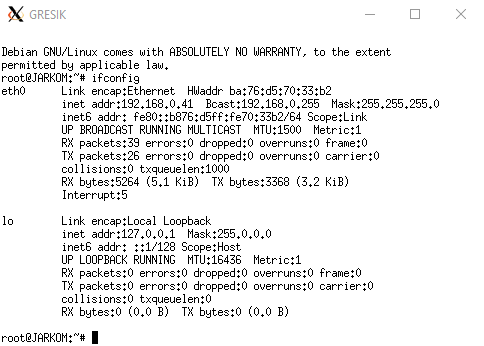 GRESIK
Debian GNU/Linux comes with ABSOLUTELY NO WARRANTY, to the extent
permitted by applicable law.
root@JARKOM:~# ifconfig
eth0      Link encap:Ethernet  HWaddr ba:76:d5:70:33:b2
          inet addr:192.168.0.41  Bcast:192.168.0.255  Mask:255.255.255.0
          inet6 addr: fe80::b876:d5ff:fe70:33b2/64 Scope:Link
          UP BROADCAST RUNNING MULTICAST  MTU:1500  Metric:1
          RX packets:39 errors:0 dropped:0 overruns:0 frame:0
          TX packets:26 errors:0 dropped:0 overruns:0 carrier:0
          collisions:0 txqueuelen:1000
          RX bytes:5264 (5.1 KiB)  TX bytes:3368 (3.2 KiB)
          Interrupt:5
lo        Link encap:Local Loopback
          inet addr:127.0.0.1  Mask:255.0.0.0
          inet6 addr: ::1/128 Scope:Host
          UP LOOPBACK RUNNING  MTU:16436  Metric:1
          RX packets:0 errors:0 dropped:0 overruns:0 frame:0
          TX packets:0 errors:0 dropped:0 overruns:0 carrier:0
          collisions:0 txqueuelen:0
          RX bytes:0 (0.0 B)  TX bytes:0 (0.0 B)
root@JARKOM:~#